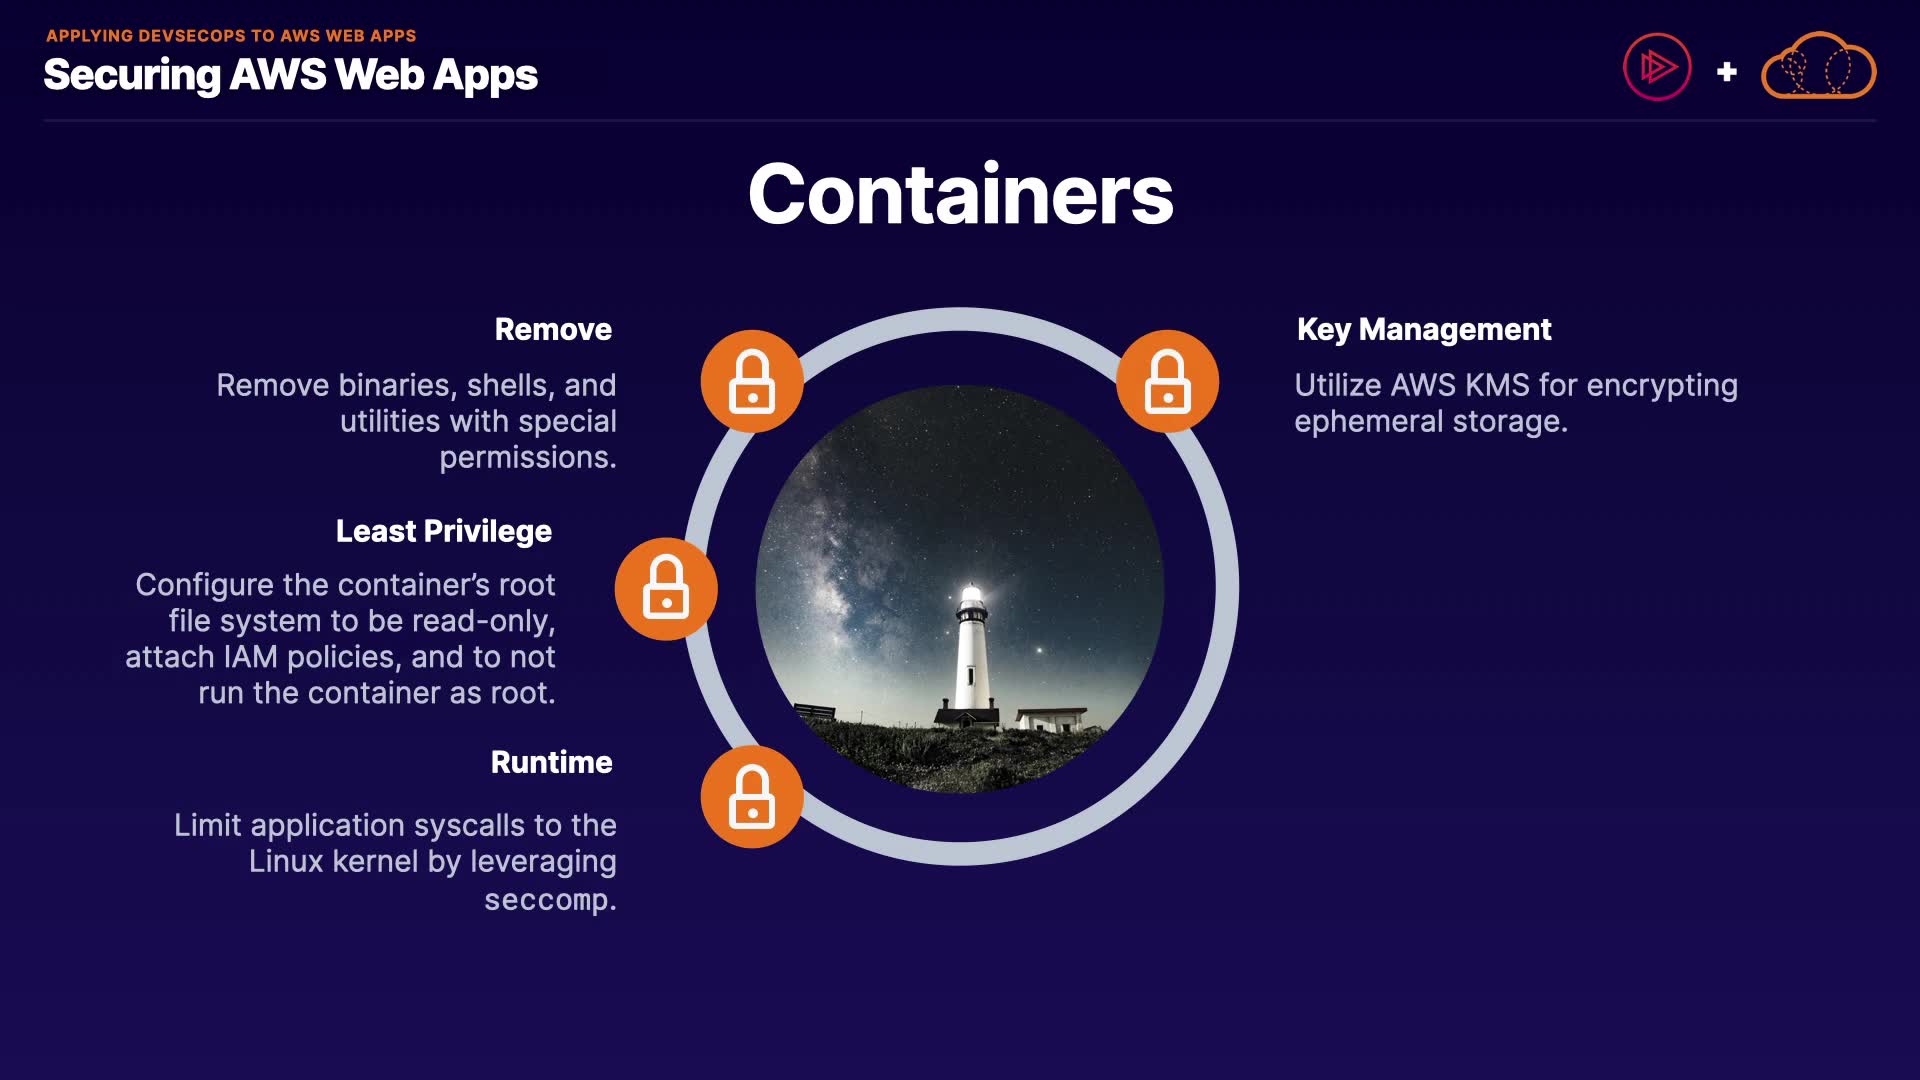 APPLYING DEVSECOPS TO AWS WEB APPS
Securing AWS Web Apps
Containers
Remove
Remove binaries, shells, and
utilities with special
permissions.
Least Privilege
Configure the container’s root
file system to be read-only,
attach IAM policies, and to not
run the container as root.
Runtime
Limit application syscalls to the
Linux kernel by leveraging
seccomp.
Key Management
Utilize AWS KMS for encrypting
ephemeral storage.